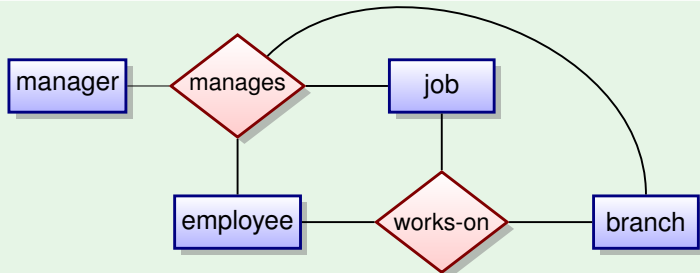 manager
manages
job
employee
works-on
branch